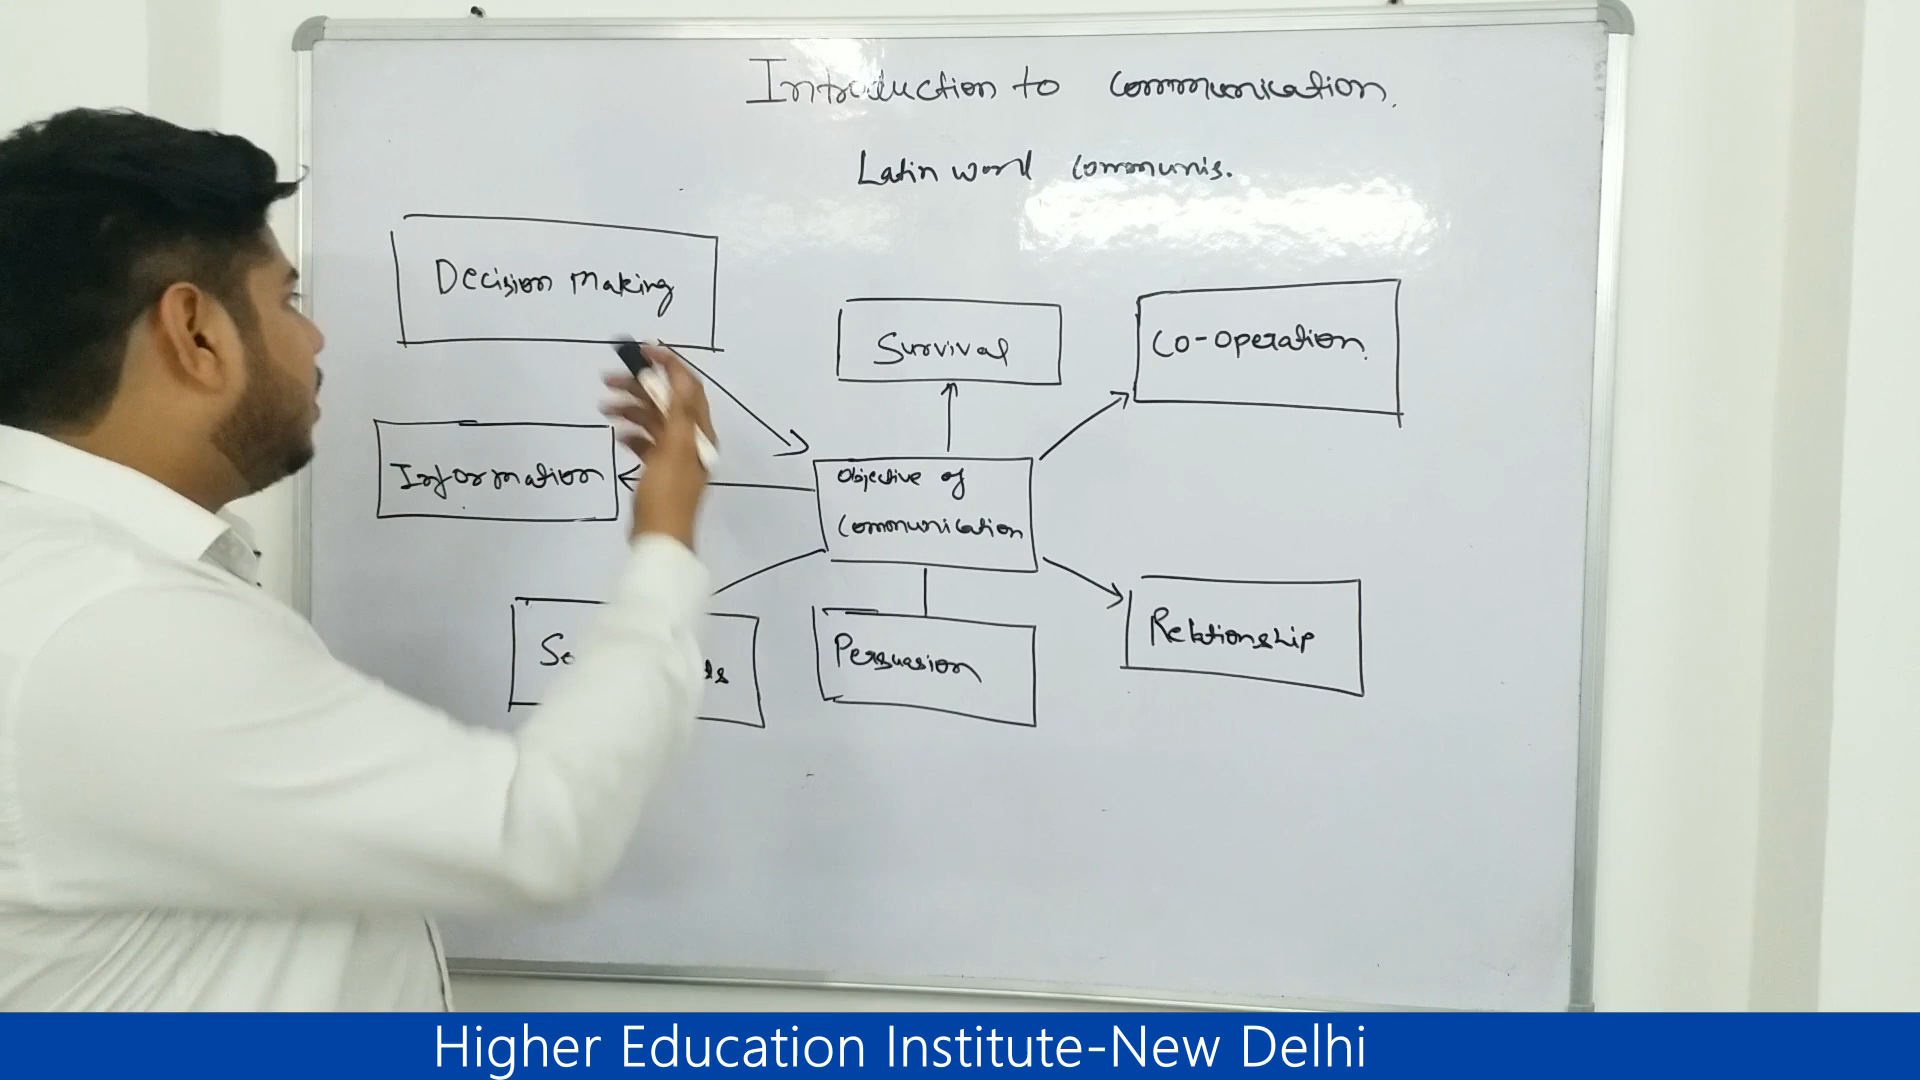 Introduction to Communication.
Latin word Communis.
Decision Making
Survival
Co-operation
Information
Objective of
Communication
Persuasion
Relationship
Higher Education Institute-New Delhi